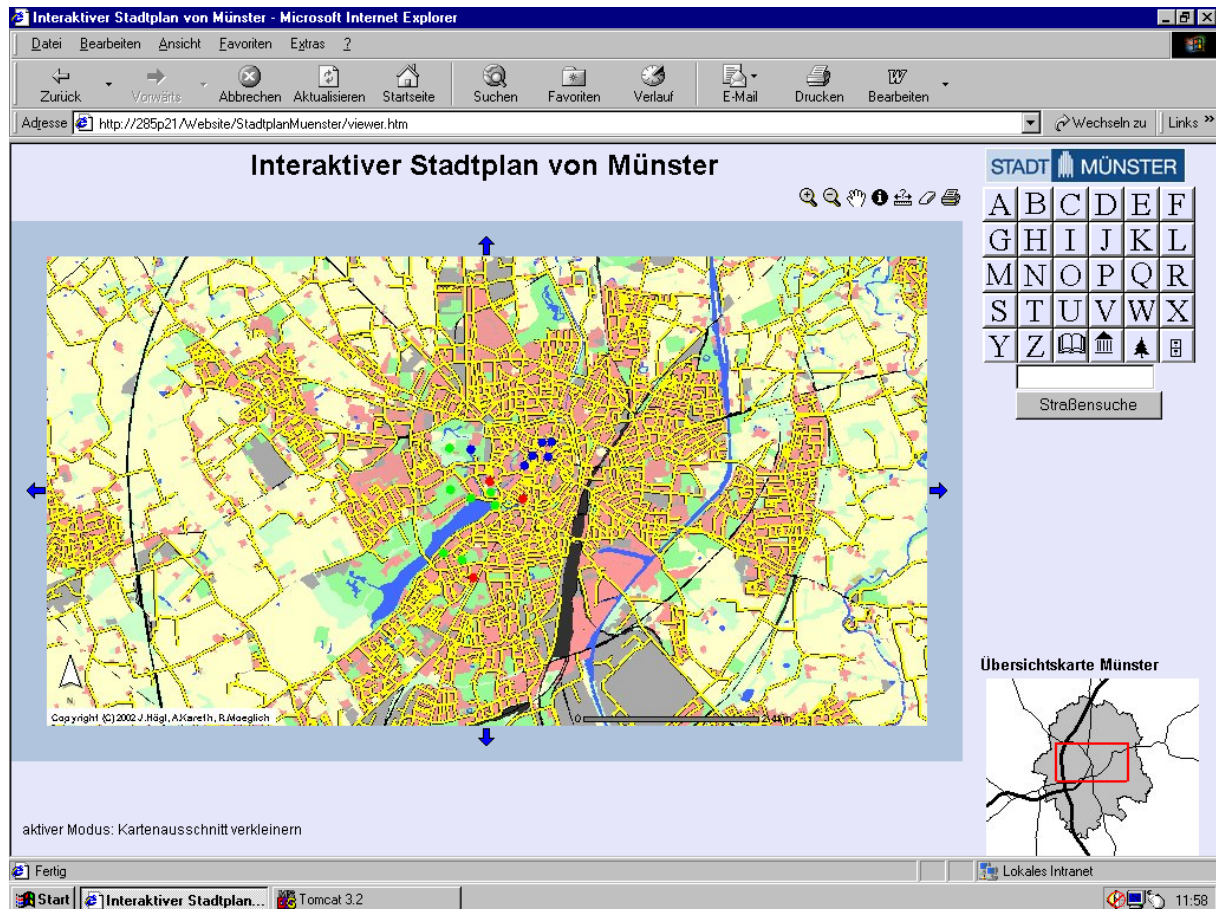 Interaktiver Stadtplan von Münster - Microsoft Internet Explorer
Datei Bearbeiten Ansicht Favoriten Extras ?
Zurück Vorwärts Abbrechen Aktualisieren Startseite Suchen Favoriten Verlauf E-Mail Drucken Bearbeiten
Adresse http://285p21/Website/StadtplanMuenster/viewer.htm Wechseln zu Links »
Interaktiver Stadtplan von Münster
STADT MÜNSTER
A B C D E F
G H I J K L
M N O P Q R
S T U V W X
Y Z
Straßensuche
N
Copyright (C) 2002 J.Högl, A.Kareth, R.Maeglich
0
Übersichtskarte Münster
aktiver Modus: Kartenausschnitt verkleinern
Fertig Lokales Intranet
Start Interaktiver Stadtplan... Tomcat 3.2 11:58